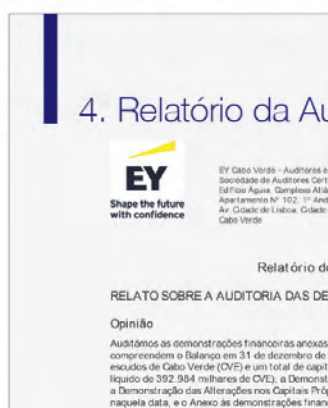 4. Relatório da Au
EY
Shape the future
with confidence
EY Cabo Verde – Auditores e
Sociedade de Auditores Cert
Edifício Águia, Complexo Atlâ
Apartamento Nº 102, 1º And
Av. Cidade de Lisboa, Cidade
Cabo Verde
Relatório do
RELATO SOBRE A AUDITORIA DAS DE
Opinião
Auditámos as demonstrações financeiras anexas
compreendem o Balanço em 31 de dezembro de
escudos de Cabo Verde (CVE) e um total de capit
líquido de 392.984 milhares de CVE), a Demonst
a Demonstração das Alterações nos Capitais Próp
naquela data, e o Anexo às demonstrações finan